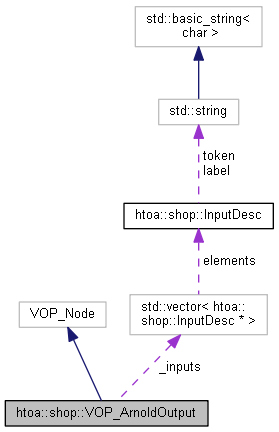 std::basic_string<
char >
std::string
token
label
htoa::shop::InputDesc
elements
VOP_Node
std::vector< htoa::
shop::InputDesc * >
_inputs
htoa::shop::VOP_ArnoldOutput